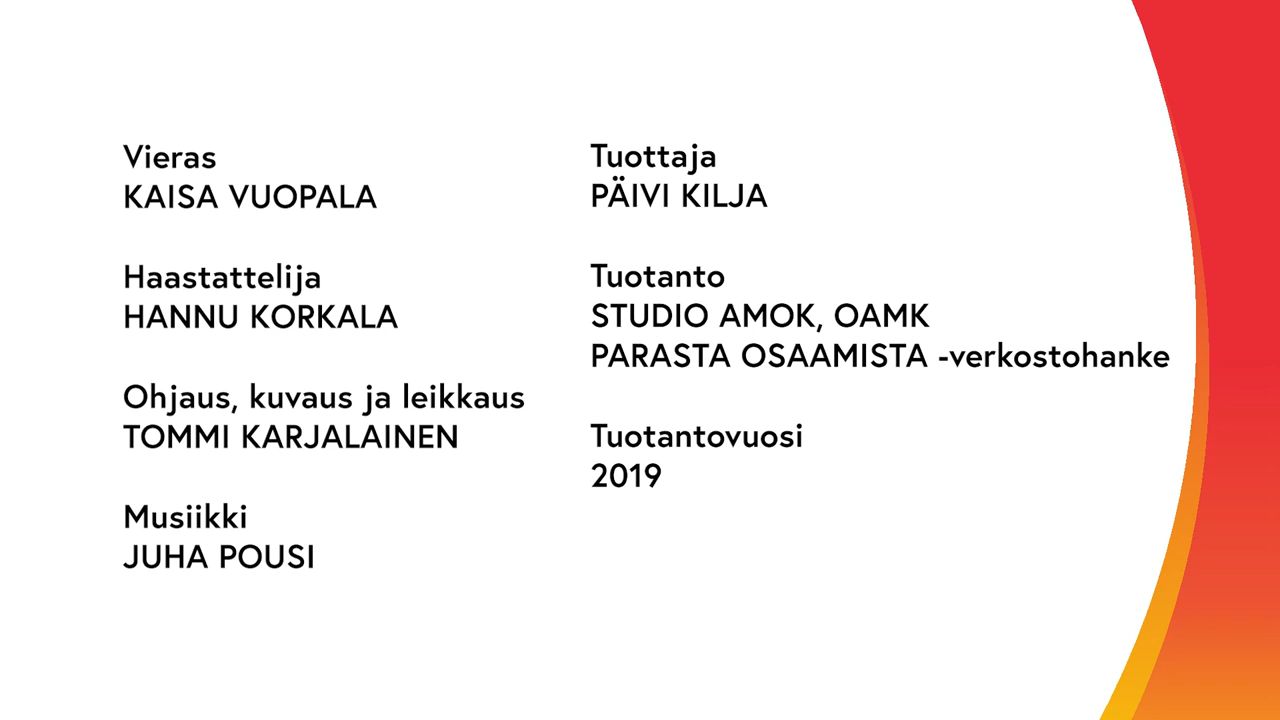 Vieras
KAISA VUOPALA
Haastattelija
HANNU KORKALA
Ohjaus, kuvaus ja leikkaus
TOMMI KARJALAINEN
Musiikki
JUHA POUSI
Tuottaja
PÄIVI KILJA
Tuotanto
STUDIO AMOK, OAMK
PARASTA OSAAMISTA -verkostohanke
Tuotantovuosi
2019